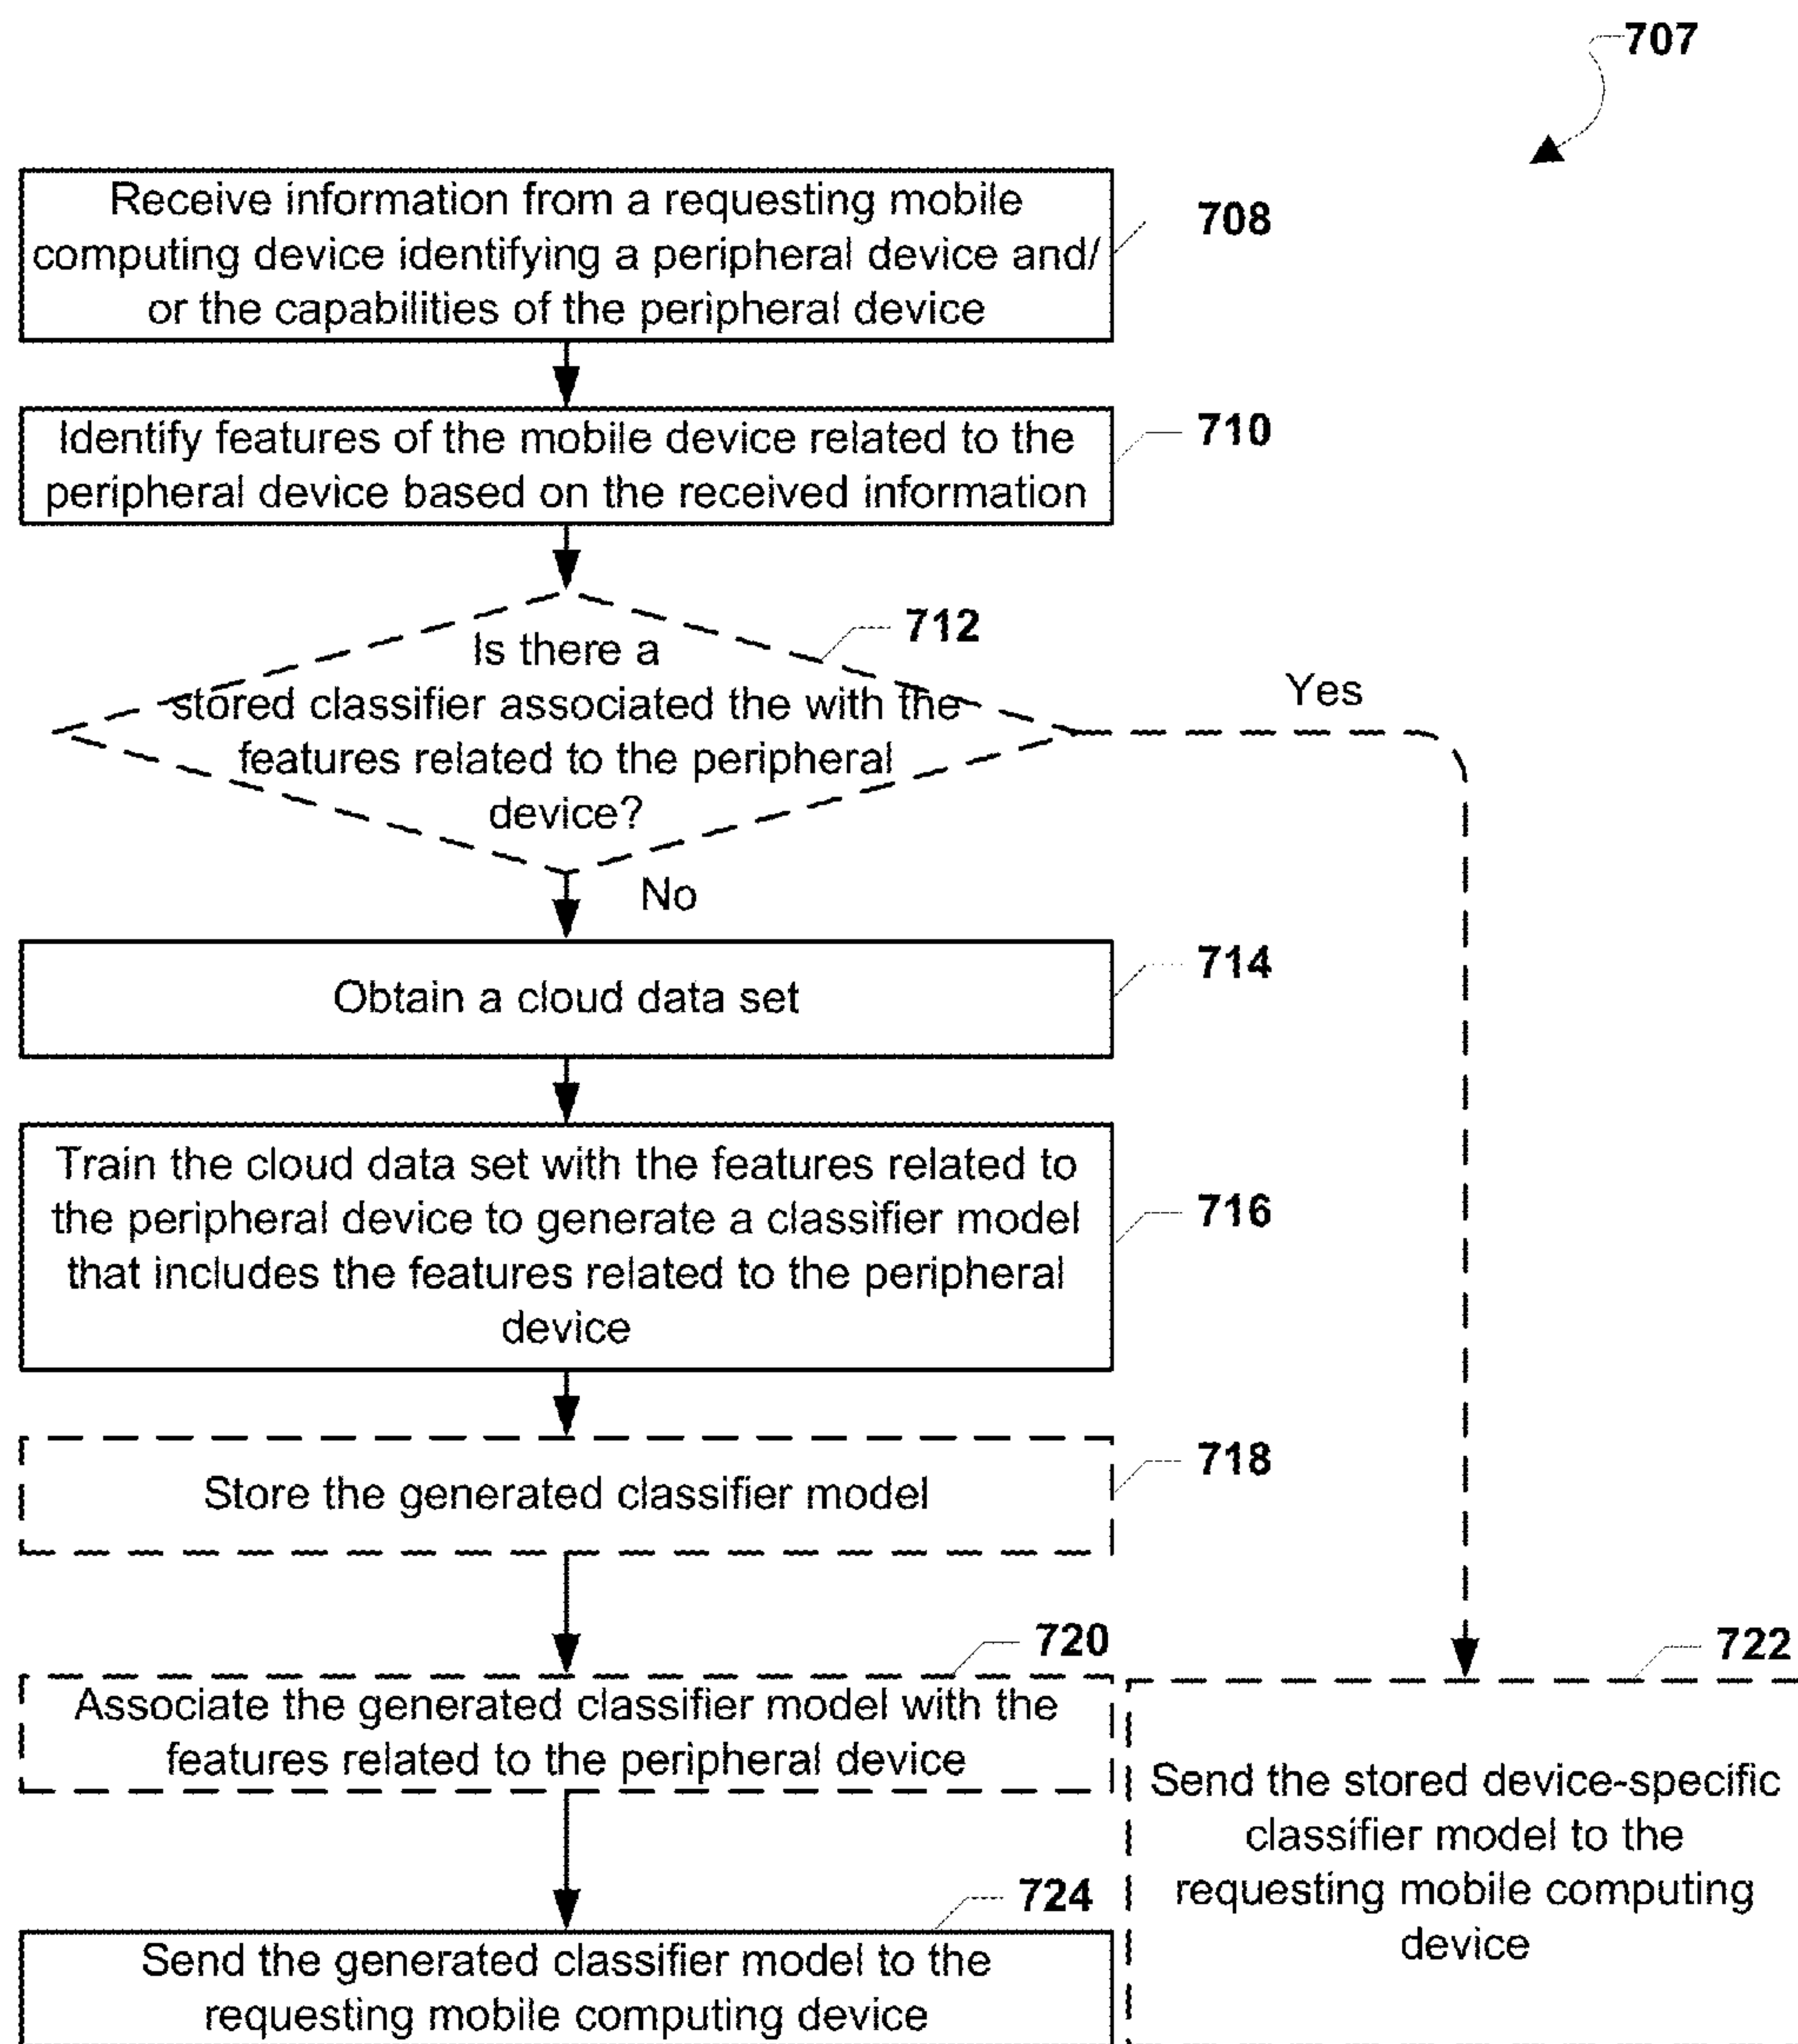 707
Receive information from a requesting mobile
computing device identifying a peripheral device and/
or the capabilities of the peripheral device
708
Identify features of the mobile device related to the
peripheral device based on the received information
710
712
Is there a
stored classifier associated the with the
features related to the peripheral
device?
Yes
No
Obtain a cloud data set
714
Train the cloud data set with the features related to
the peripheral device to generate a classifier model
that includes the features related to the peripheral
device
716
Store the generated classifier model
718
720
Associate the generated classifier model with the
features related to the peripheral device
722
Send the stored device-specific
classifier model to the
requesting mobile computing
device
724
Send the generated classifier model to the
requesting mobile computing device